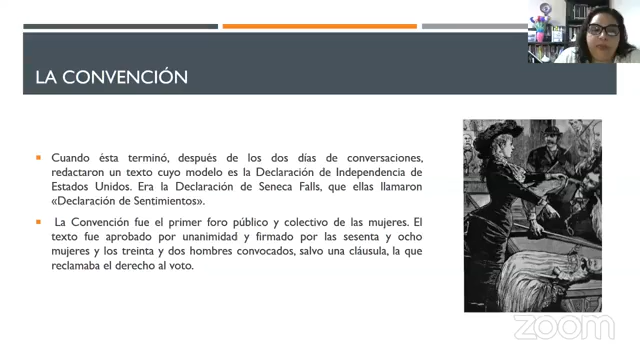 LA CONVENCIÓN
Cuando ésta terminó, después de los dos días de conversaciones,
redactaron un texto cuyo modelo es la Declaración de Independencia de
Estados Unidos. Era la Declaración de Seneca Falls, que ellas llamaron
«Declaración de Sentimientos».
La Convención fue el primer foro público y colectivo de las mujeres. El
texto fue aprobado por unanimidad y firmado por las sesenta y ocho
mujeres y los treinta y dos hombres convocados, salvo una cláusula, la que
reclamaba el derecho al voto.
zoom